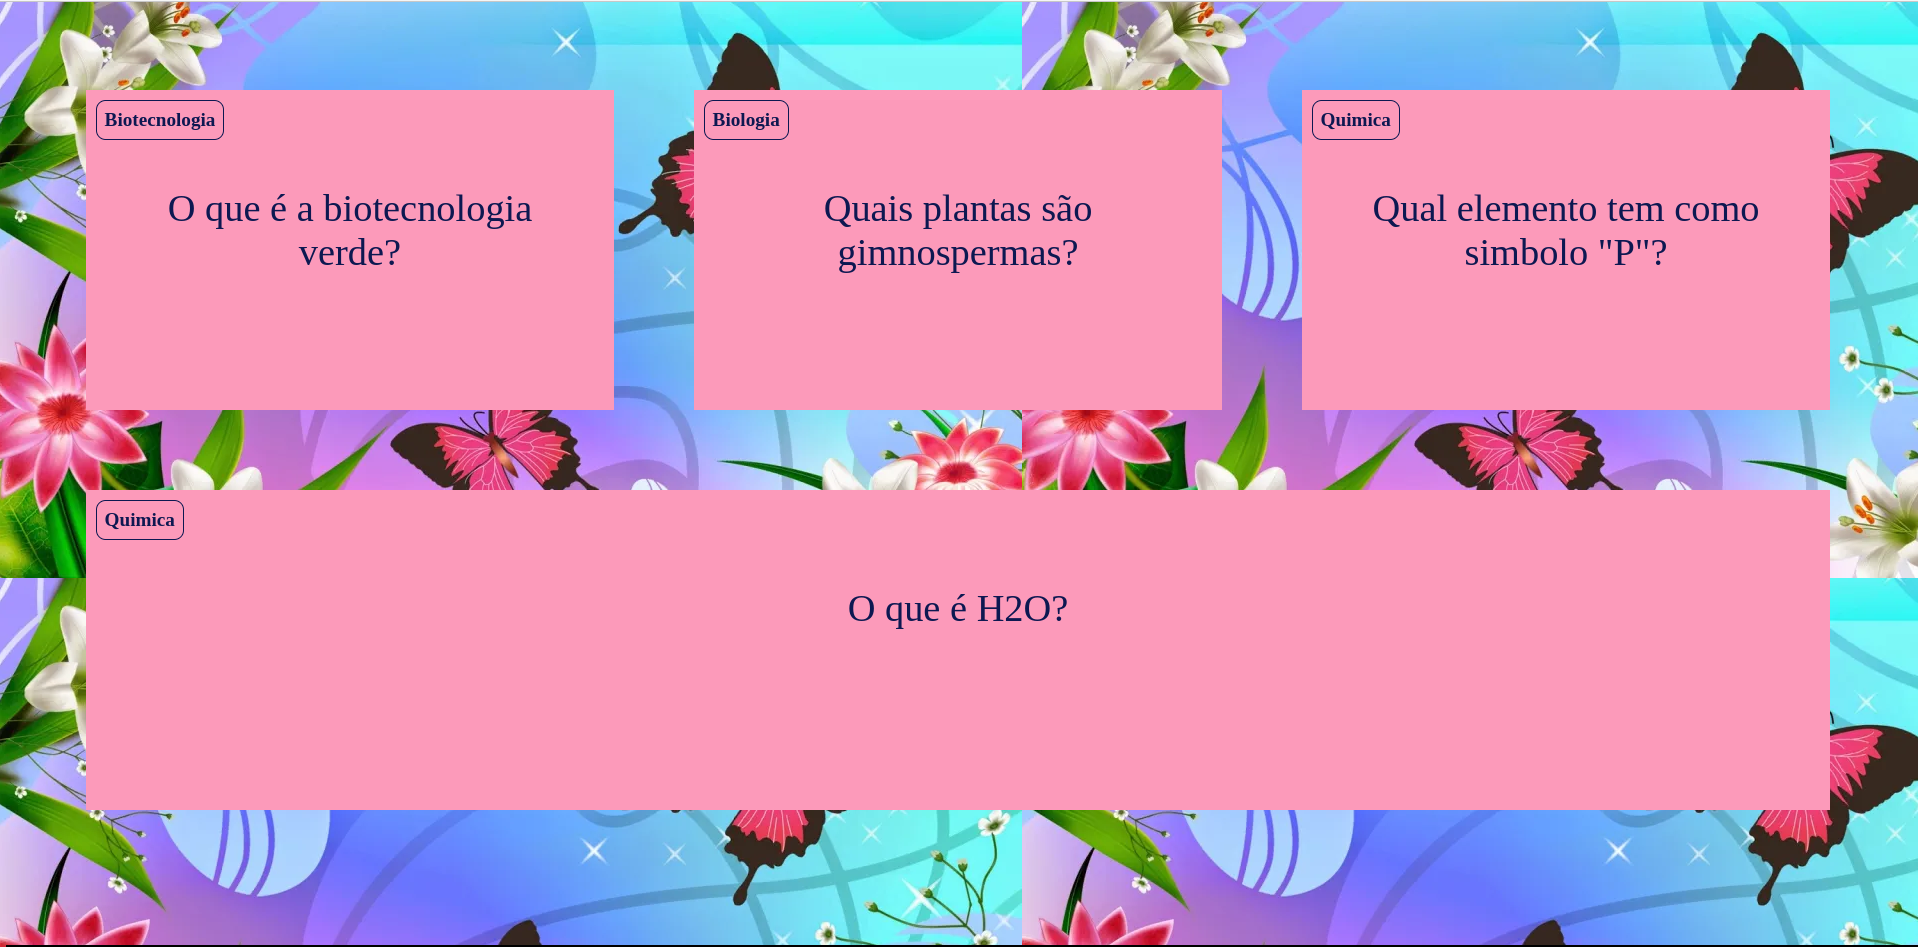 Biotecnologia
O que é a biotecnologia
verde?
Biologia
Quais plantas são
gimnospermas?
Quimica
Qual elemento tem como
simbolo "P"?
Quimica
O que é H2O?